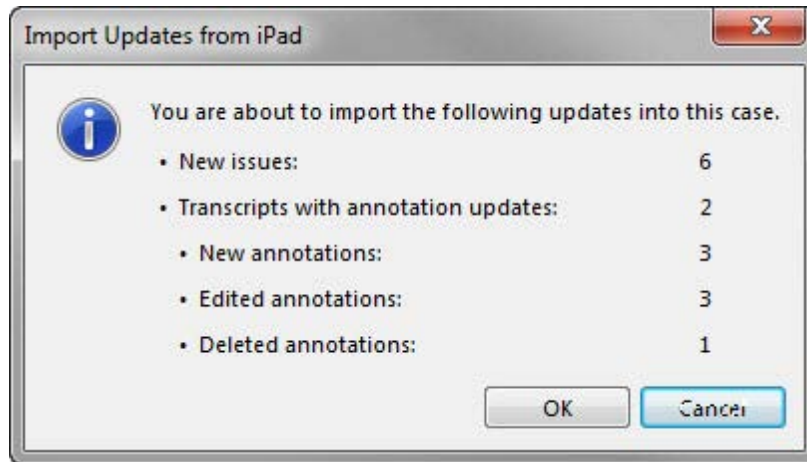 Import Updates from iPad
You are about to import the following updates into this case.
• New issues: 6
• Transcripts with annotation updates: 2
• New annotations: 3
• Edited annotations: 3
• Deleted annotations: 1
OK Cancel